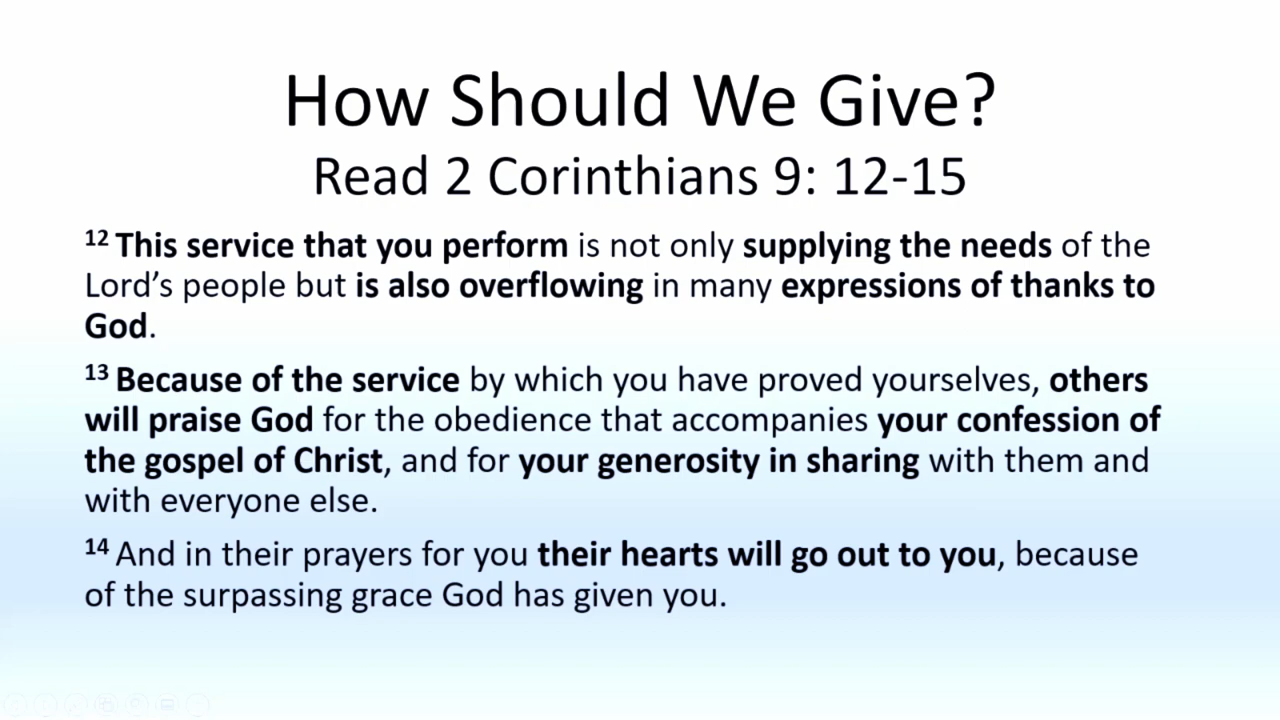 How Should We Give?
Read 2 Corinthians 9: 12-15
12 This service that you perform is not only supplying the needs of the
Lord’s people but is also overflowing in many expressions of thanks to
God.
13 Because of the service by which you have proved yourselves, others
will praise God for the obedience that accompanies your confession of
the gospel of Christ, and for your generosity in sharing with them and
with everyone else.
14 And in their prayers for you their hearts will go out to you, because
of the surpassing grace God has given you.